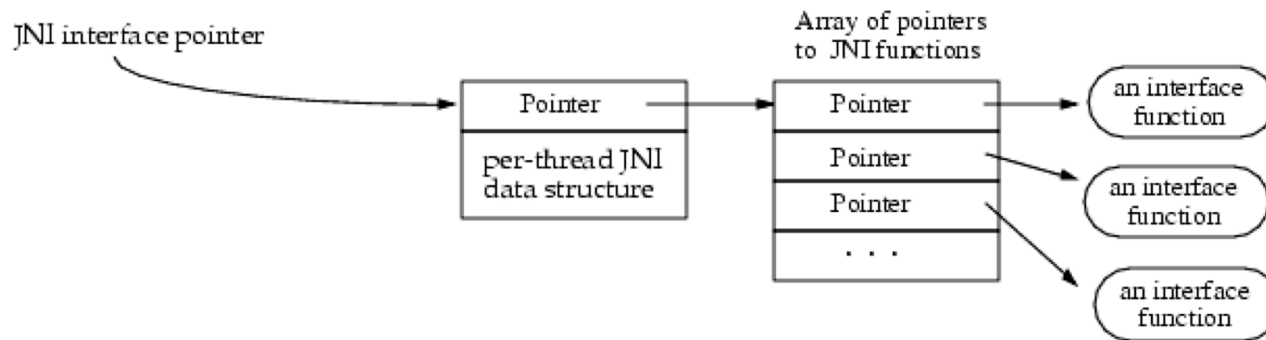 JNI interface pointer
Array of pointers
to JNI functions
Pointer
per-thread JNI
data structure
Pointer
Pointer
Pointer
. . .
an interface
function
an interface
function
an interface
function